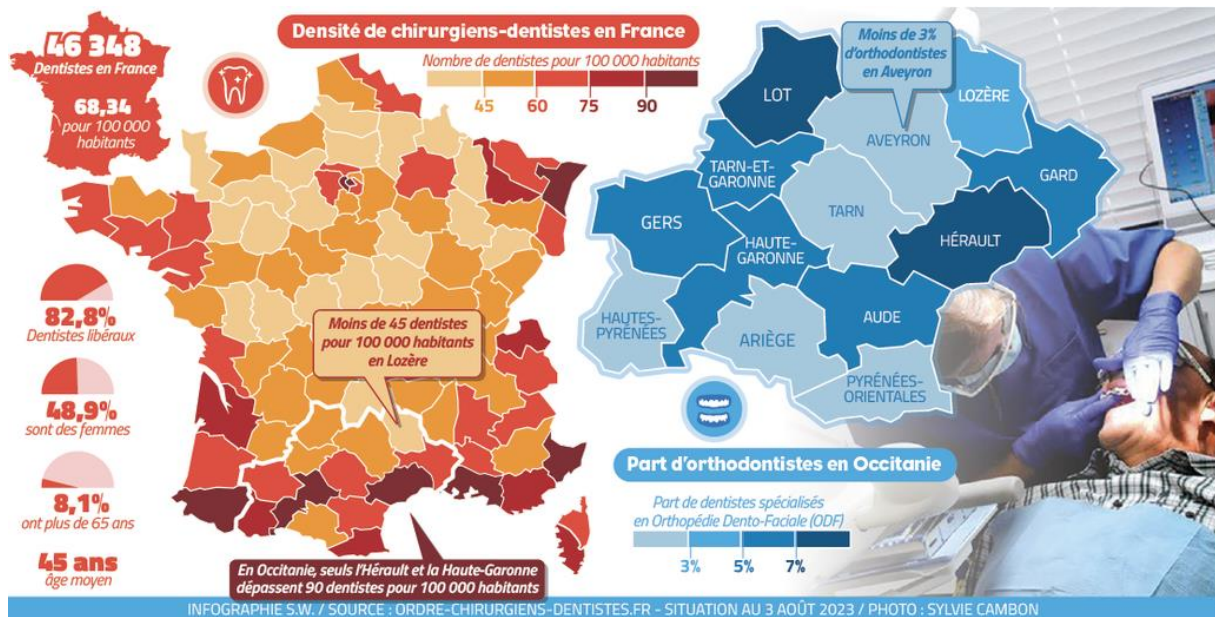 46 348
Dentistes en France
68,34
pour 100 000
habitants
Densité de chirurgiens-dentistes en France
Nombre de dentistes pour 100 000 habitants
45 60 75 90
82,8%
Dentistes libéraux
48,9%
sont des femmes
8,1%
ont plus de 65 ans
45 ans
âge moyen
Moins de 45 dentistes
pour 100 000 habitants
en Lozère
En Occitanie, seuls l'Hérault et la Haute-Garonne
dépassent 90 dentistes pour 100 000 habitants
Moins de 3%
d'orthodontistes
en Aveyron
LOT
LOZÈRE
AVEYRON
TARN-ET-
GARONNE
GARD
TARN
GERS
HÉRAULT
HAUTE-
GARONNE
HAUTES-
PYRÉNÉES
AUDE
ARIÈGE
PYRÉNÉES-
ORIENTALES
Part d'orthodontistes en Occitanie
Part de dentistes spécialisés
en Orthopédie Dento-Faciale (ODF)
3% 5% 7%
INFOGRAPHIE S.W. / SOURCE : ORDRE-CHIRURGIENS-DENTISTES.FR - SITUATION AU 3 AOÛT 2023 / PHOTO : SYLVIE CAMBON